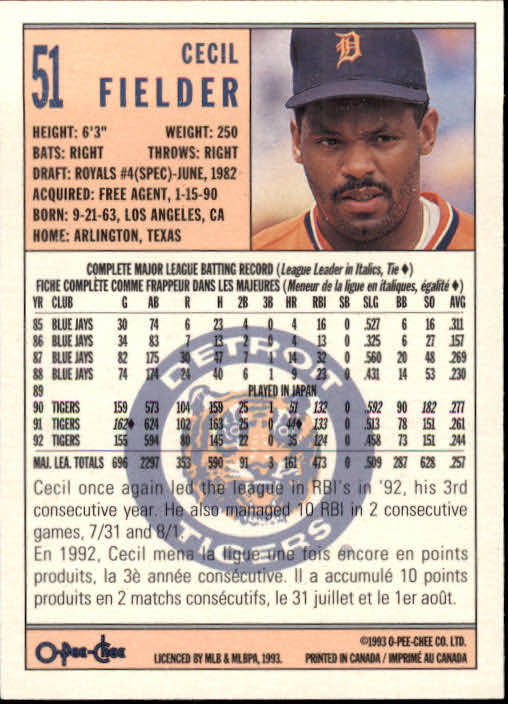 51
CECIL
FIELDER
D
HEIGHT: 6'3" WEIGHT: 250
BATS: RIGHT THROWS: RIGHT
DRAFT: ROYALS #4(SPEC)-JUNE, 1982
ACQUIRED: FREE AGENT, 1-15-90
BORN: 9-21-63, LOS ANGELES, CA
HOME: ARLINGTON, TEXAS
COMPLETE MAJOR LEAGUE BATTING RECORD (League Leader in Italics, Tie ♦)
FICHE COMPLÈTE COMME FRAPPEUR DANS LES MAJEURES (Meneur de la ligue en italiques, égalité ♦)
YR CLUB G AB R H 2B 3B HR RBI SB SLG BB SO AVG
85 BLUE JAYS 30 74 6 23 4 0 4 16 0 .527 6 16 .311
86 BLUE JAYS 34 83 7 13 2 0 4 13 0 .325 6 27 .157
87 BLUE JAYS 82 175 30 47 7 1 14 32 0 .560 20 48 .269
88 BLUE JAYS 74 174 24 40 6 1 9 23 0 .431 14 53 .230
89 PLAYED IN JAPAN
90 TIGERS 159 573 104 159 25 1 51 132 0 .592 90 182 .277
91 TIGERS 162♦ 624 102 163 25 0 44♦ 133 0 .513 78 151 .261
92 TIGERS 155 594 80 145 22 0 35 124 0 .458 73 151 .244
MAJ. LEA. TOTALS 696 2297 353 590 91 3 161 473 0 .509 287 628 .257
DETROIT
TIGERS
Cecil once again led the league in RBI's in '92, his 3rd
consecutive year. He also managed 10 RBI in 2 consecutive
games, 7/31 and 8/1.
En 1992, Cecil mena la ligue une fois encore en points
produits, la 3è année consécutive. Il a accumulé 10 points
produits en 2 matchs consécutifs, le 31 juillet et le 1er août.
O-Pee-Chee
LICENCED BY MLB & MLBPA, 1993.
©1993 O-PEE-CHEE CO. LTD.
PRINTED IN CANADA / IMPRIMÉ AU CANADA